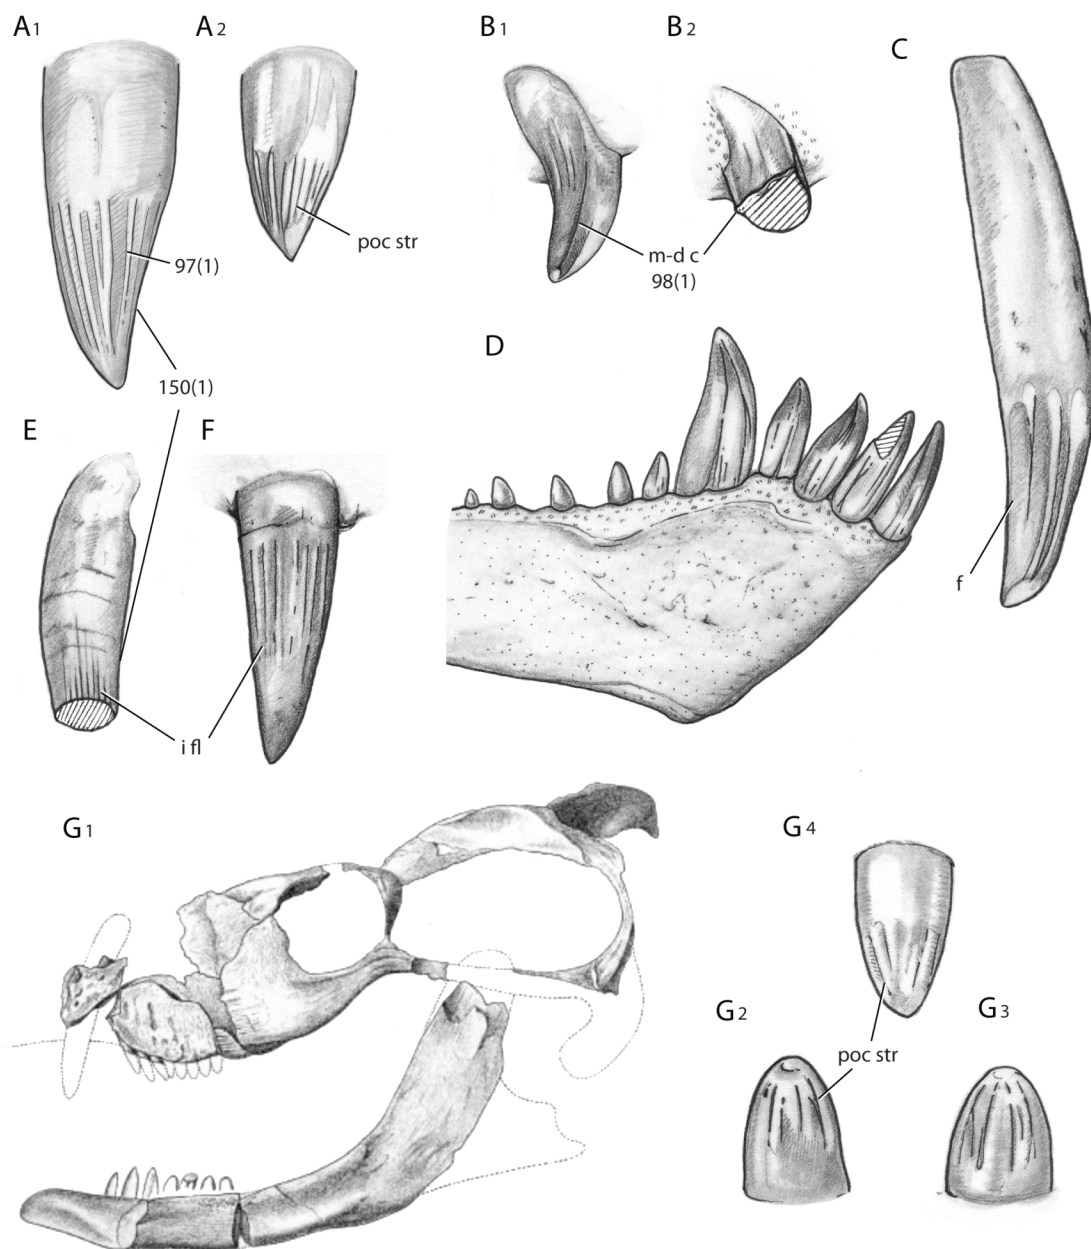 A1
A2
B1
B2
C
97(1)
poc str
m-d c
98(1)
150(1)
D
E
F
f
i fl
G1
G4
G2
G3
poc str